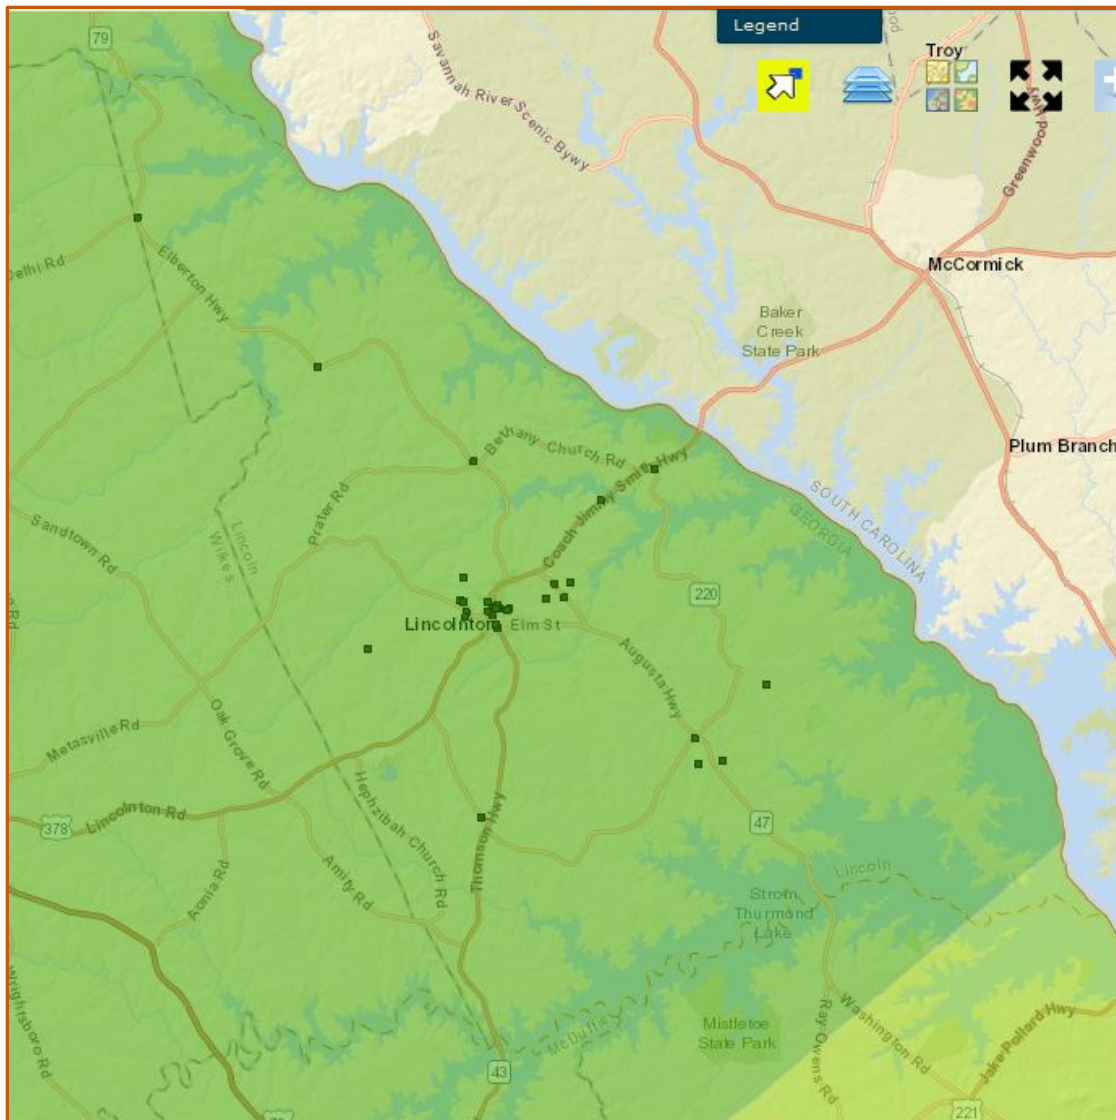 Legend
79
Troy
Savannah River Scenic Bywy
Greenwood Hwy
Delhi Rd
Elberton Hwy
McCormick
Baker
Creek
State Park
Bethany Church Rd
Plum Branch
Coach Jimmy Smith Hwy
Prater Rd
SOUTH CAROLINA
GEORGIA
Sandtown Rd
Lincoln
Wilkes
220
Lincolnton
Elm St
Augusta Hwy
Metasville Rd
Oak Grove Rd
Lincolnton Rd
378
Hephzibah Church Rd
Thomson Hwy
47
Aonia Rd
Amity Rd
Lincoln
Strom
Thurmond
Lake
Wrightsboro Rd
McDuffie
Mistletoe
State Park
Ray Owens Rd
Washington Rd
Jake Pollard Hwy
43
221